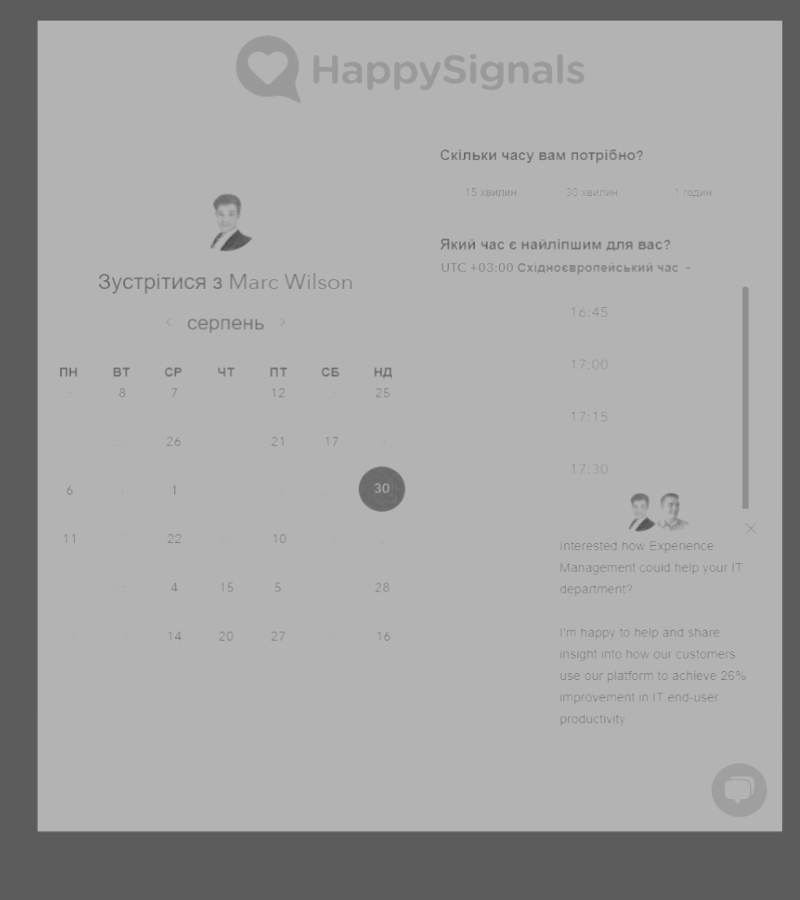 HappySignals
Зустрітися з Marc Wilson
серпень
ПН ВТ СР ЧТ ПТ СБ НД
8 7 12 25
26 21 17
6 1 30
11 22 10
4 15 5 28
14 20 27 16
Скільки часу вам потрібно?
15 хвилин 30 хвилин 1 годин
Який час є найліпшим для вас?
UTC +03:00 Східноєвропейський час
16:45
17:00
17:15
17:30
Interested how Experience
Management could help your IT
department?
I'm happy to help and share
insight into how our customers
use our platform to achieve 26%
improvement in IT end-user
productivity